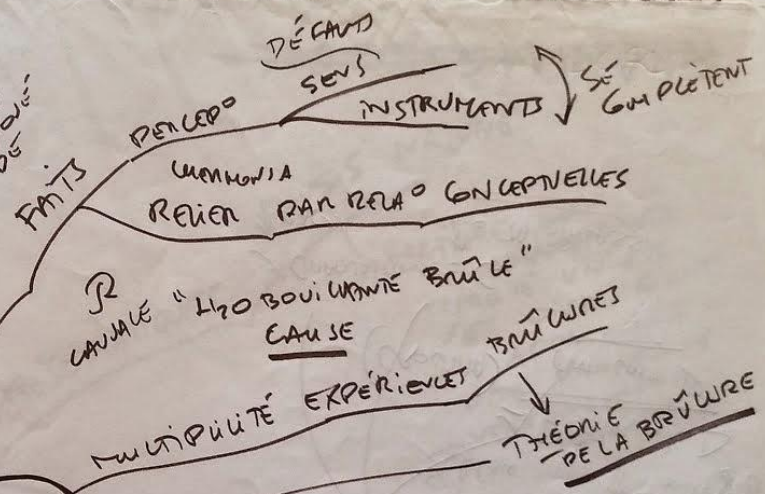 DÉFAUTS
SENS
PERCEP°
INSTRUMENTS
SE COMPLÈTENT
FAITS
RELIER PAR RELA° CONCEPTUELLES
R
CAUSALE "H2O BOUILLANTE BRÛLE"
CAUSE
MULTIPLICITÉ EXPÉRIENCES BRÛLURES
THÉORIE
DE LA BRÛLURE